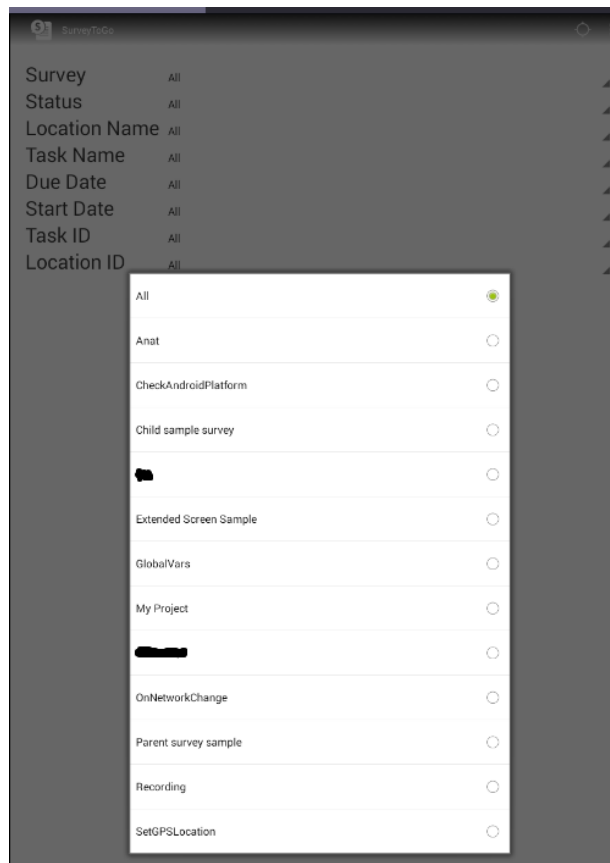 SurveyToGo
Survey All
Status All
Location Name All
Task Name All
Due Date All
Start Date All
Task ID All
Location ID All
All
Anat
CheckAndroidPlatform
Child sample survey
Extended Screen Sample
GlobalVars
My Project
OnNetworkChange
Parent survey sample
Recording
SetGPSLocation